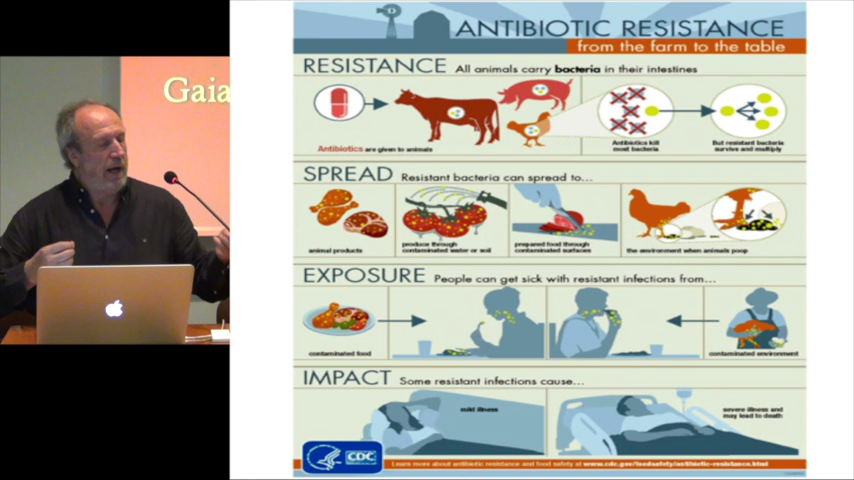 Gaia
ANTIBIOTIC RESISTANCE
from the farm to the table
RESISTANCE All animals carry bacteria in their intestines
Antibiotics are given to animals
Antibiotics kill
most bacteria
But resistant bacteria
survive and multiply
SPREAD Resistant bacteria can spread to...
animal products
produce through
contaminated water or soil
prepared food through
contaminated surfaces
the environment when animals poop
EXPOSURE People can get sick with resistant infections from...
contaminated food
contaminated environment
IMPACT Some resistant infections cause...
mild illness
severe illness and
may lead to death
CDC
Learn more about antibiotic resistance and food safety at www.cdc.gov/foodsafety/antibiotic-resistance.html